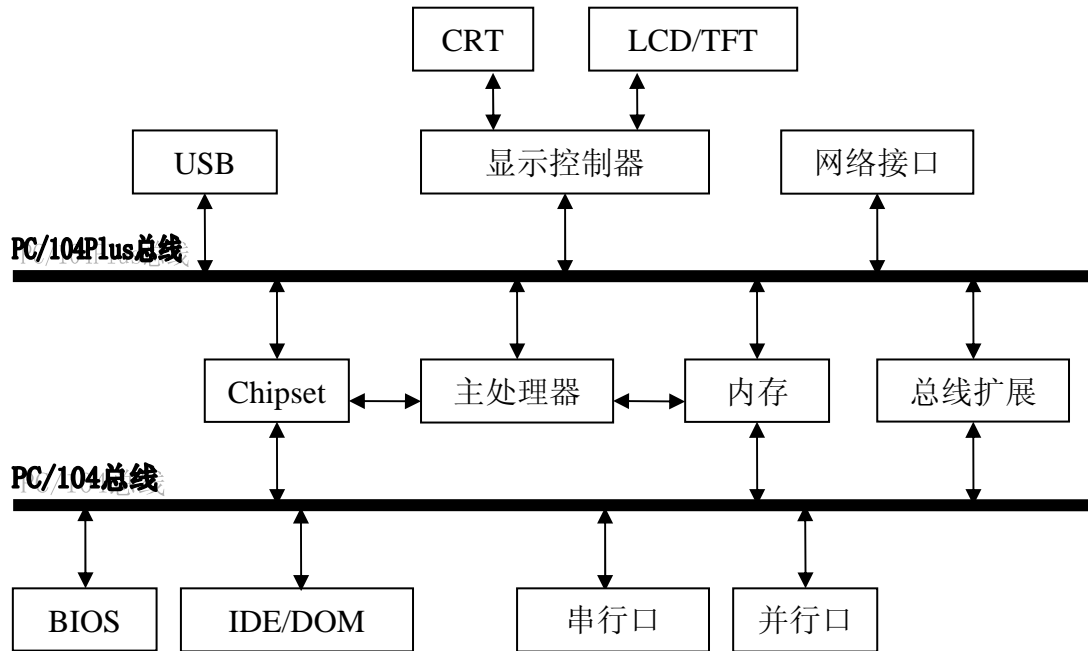 CRT
LCD/TFT
USB
显示控制器
网络接口
PC/104Plus总线
Chipset
主处理器
内存
总线扩展
PC/104总线
BIOS
IDE/DOM
串行口
并行口